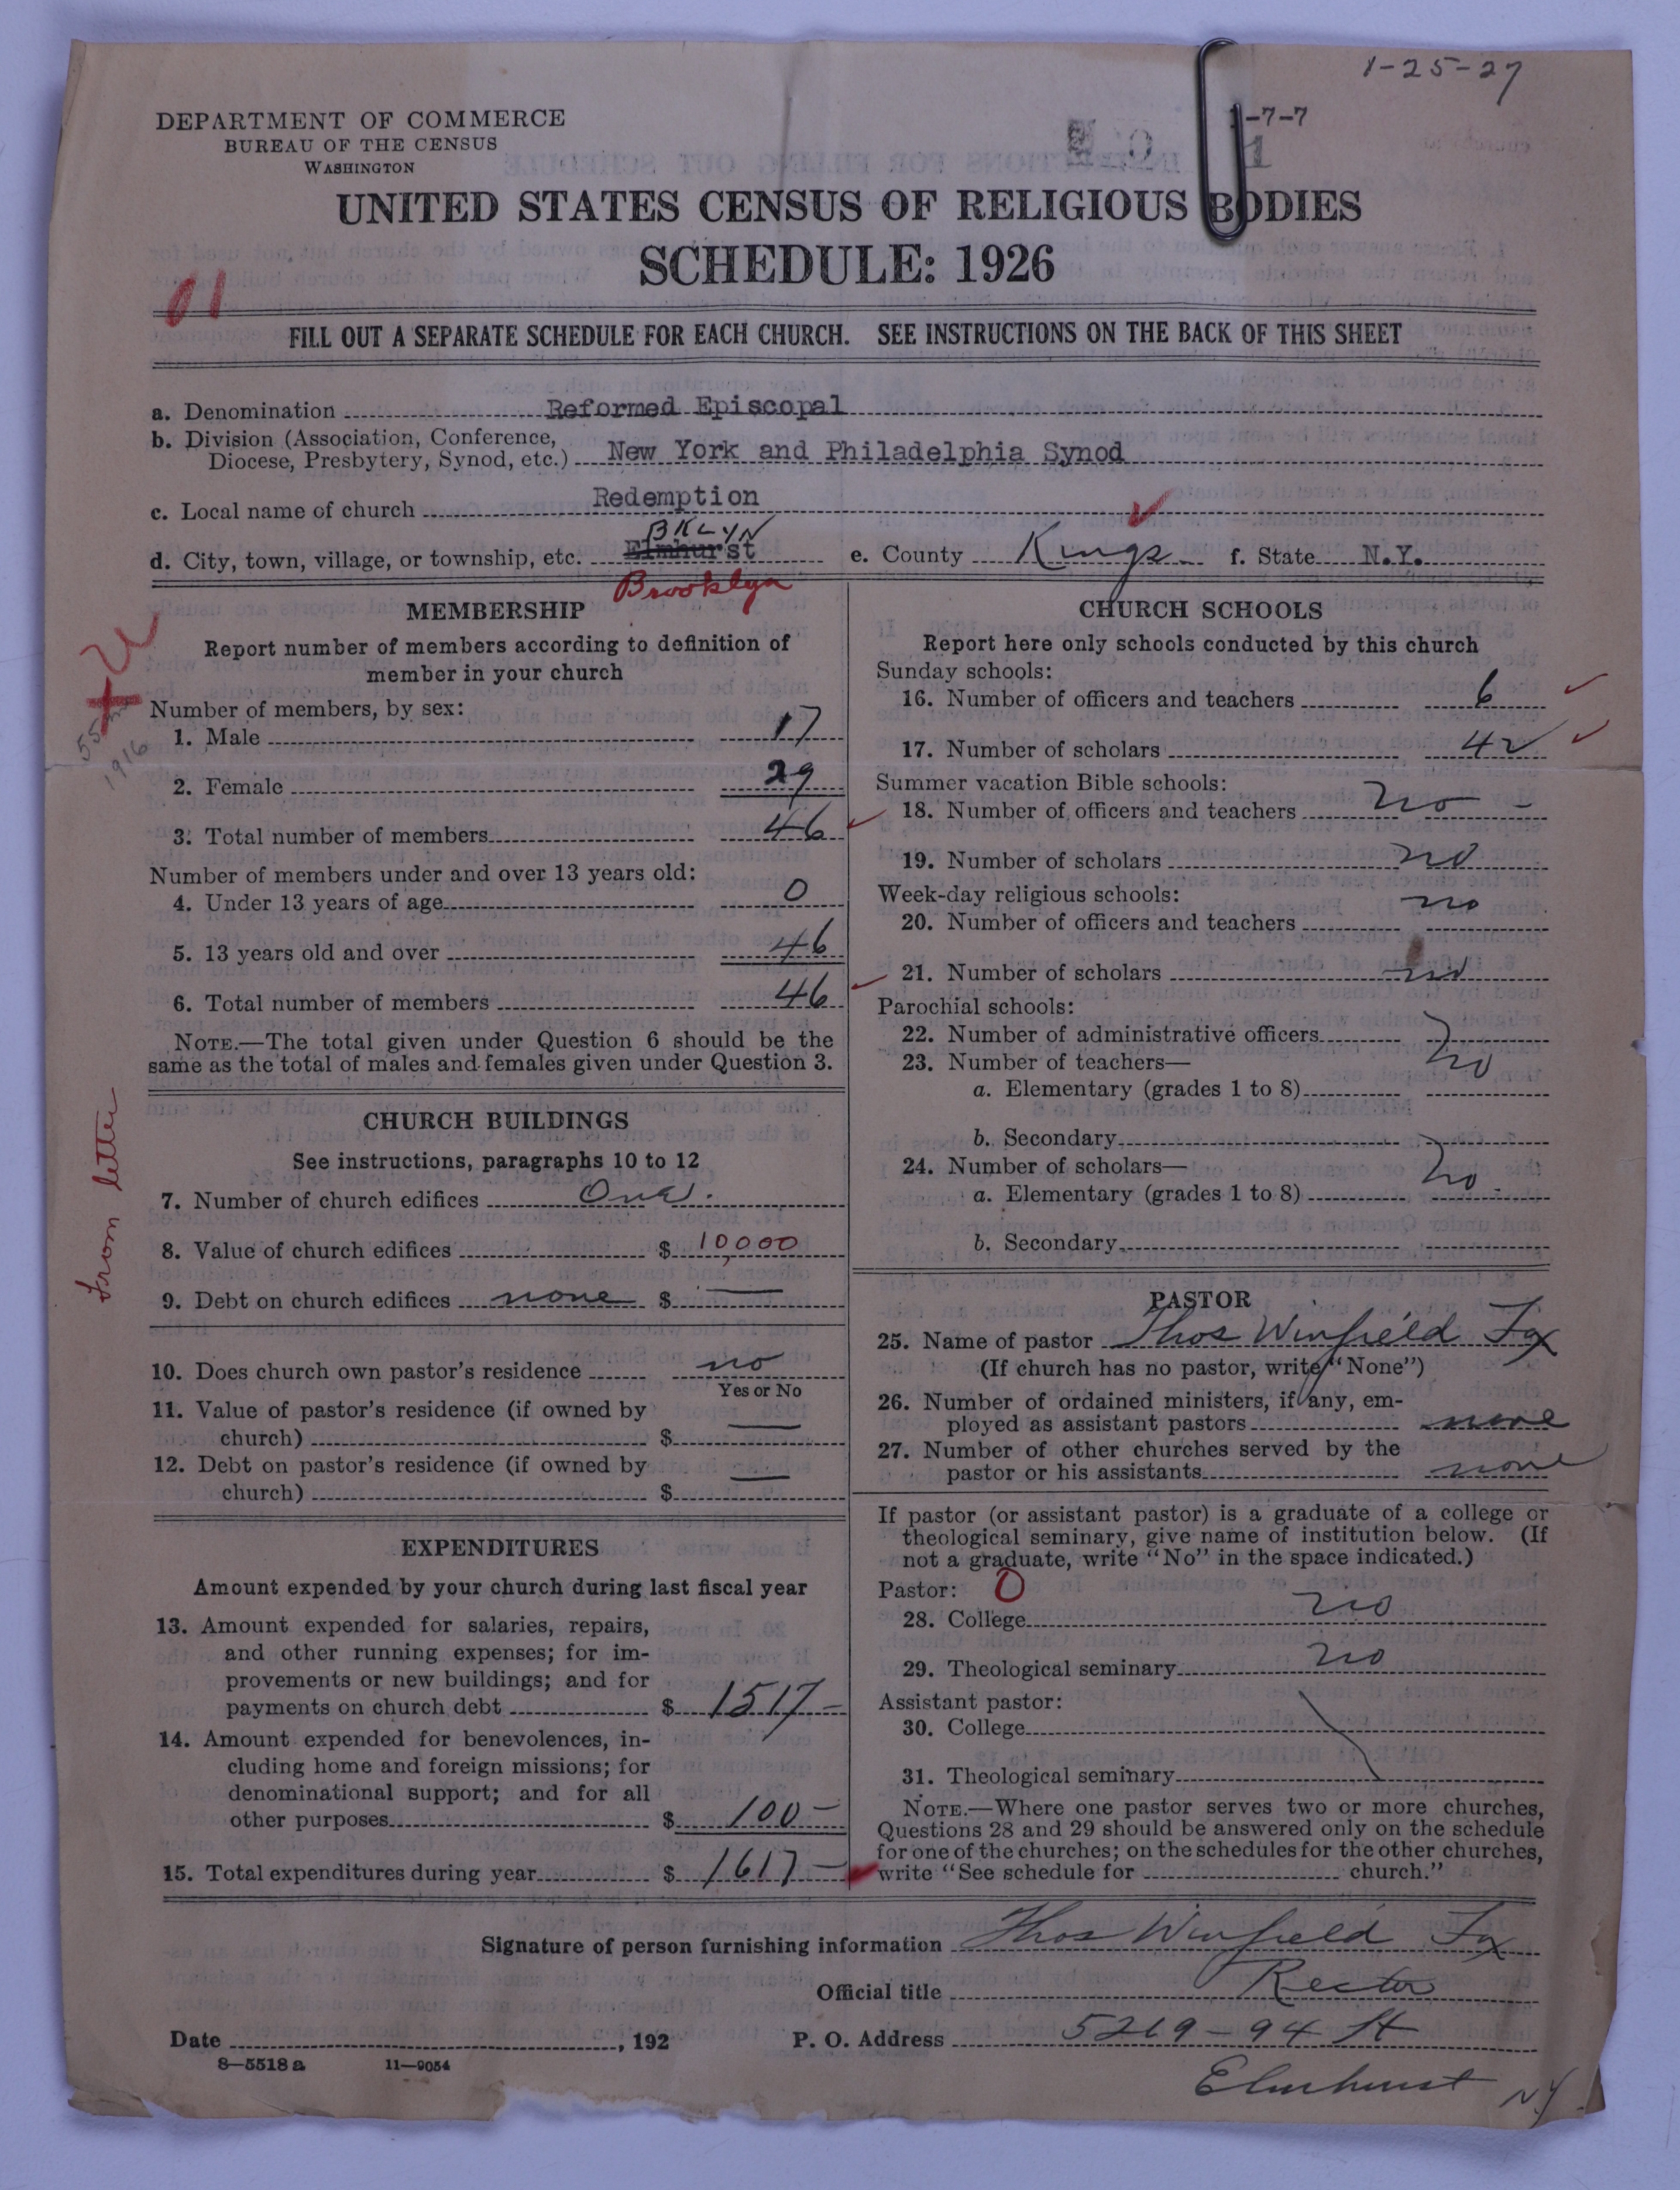 1-25-27
DEPARTMENT OF COMMERCE
BUREAU OF THE CENSUS
WASHINGTON
-7-7
UNITED STATES CENSUS OF RELIGIOUS BODIES
SCHEDULE: 1926
01
FILL OUT A SEPARATE SCHEDULE FOR EACH CHURCH. SEE INSTRUCTIONS ON THE BACK OF THIS SHEET
a. Denomination Reformed Episcopal
b. Division (Association, Conference,
Diocese, Presbytery, Synod, etc.) New York and Philadelphia Synod
c. Local name of church Redemption
BKLYN
d. City, town, village, or township, etc. Elmhurst e. County Kings f. State N.Y.
Brooklyn
MEMBERSHIP
Report number of members according to definition of
member in your church
Number of members, by sex:
1. Male 17
55
1916
2. Female 29
3. Total number of members 46
Number of members under and over 13 years old:
4. Under 13 years of age 0
5. 13 years old and over 46
6. Total number of members 46
NOTE.—The total given under Question 6 should be the
same as the total of males and females given under Question 3.
CHURCH BUILDINGS
See instructions, paragraphs 10 to 12
From letter
7. Number of church edifices One.
8. Value of church edifices $ 10,000
9. Debt on church edifices none $ —
10. Does church own pastor's residence no
Yes or No
11. Value of pastor's residence (if owned by
church) $ —
12. Debt on pastor's residence (if owned by
church) $ —
EXPENDITURES
Amount expended by your church during last fiscal year
13. Amount expended for salaries, repairs,
and other running expenses; for im-
provements or new buildings; and for
payments on church debt $ 1517 —
14. Amount expended for benevolences, in-
cluding home and foreign missions; for
denominational support; and for all
other purposes $ 100 —
15. Total expenditures during year $ 1617 —
CHURCH SCHOOLS
Report here only schools conducted by this church
Sunday schools:
16. Number of officers and teachers 6
17. Number of scholars 42
Summer vacation Bible schools:
18. Number of officers and teachers no —
19. Number of scholars no
Week-day religious schools:
20. Number of officers and teachers no
21. Number of scholars no
Parochial schools:
22. Number of administrative officers
23. Number of teachers— no
a. Elementary (grades 1 to 8)
b. Secondary
24. Number of scholars— no
a. Elementary (grades 1 to 8)
b. Secondary
PASTOR
25. Name of pastor Thos Winfield Fox
(If church has no pastor, write "None")
26. Number of ordained ministers, if any, em-
ployed as assistant pastors none
27. Number of other churches served by the
pastor or his assistants none
If pastor (or assistant pastor) is a graduate of a college or
theological seminary, give name of institution below. (If
not a graduate, write "No" in the space indicated.)
Pastor: 0
28. College no
29. Theological seminary no
Assistant pastor:
30. College
31. Theological seminary
NOTE.—Where one pastor serves two or more churches,
Questions 28 and 29 should be answered only on the schedule
for one of the churches; on the schedules for the other churches,
write "See schedule for church."
Signature of person furnishing information Thos Winfield Fox
Official title Rector
Date , 192 P. O. Address 5219-94 St
8—5518a 11—9054
Elmhurst N.Y.